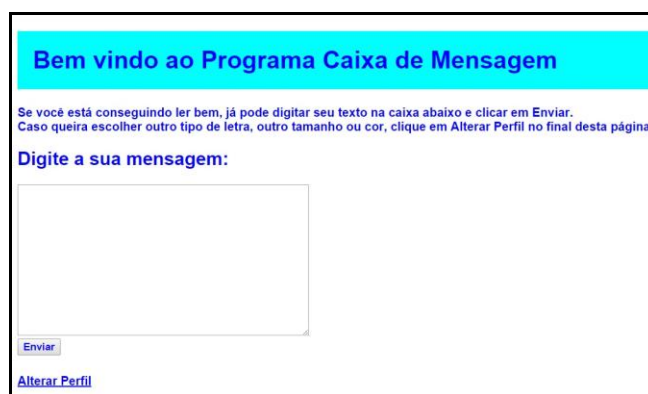 Bem vindo ao Programa Caixa de Mensagem
Se você está conseguindo ler bem, já pode digitar seu texto na caixa abaixo e clicar em Enviar.
Caso queira escolher outro tipo de letra, outro tamanho ou cor, clique em Alterar Perfil no final desta página
Digite a sua mensagem:
Enviar
Alterar Perfil